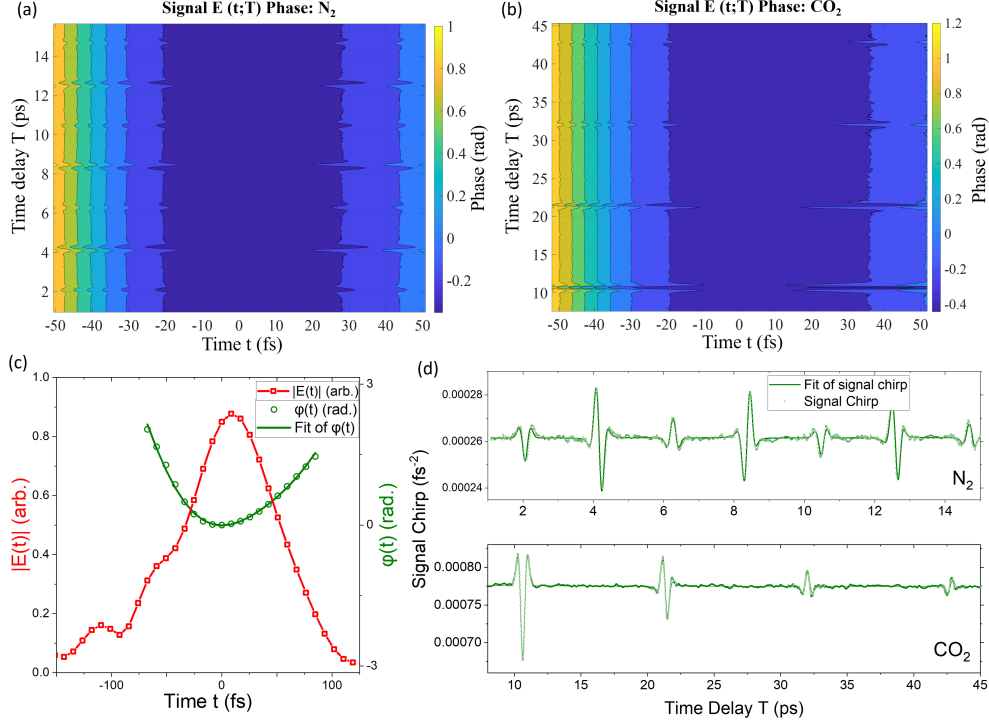 (a)
Signal E (t;T) Phase: N₂
Time delay T (ps)
14
12
10
8
6
4
2
-50 -40 -30 -20 -10 0 10 20 30 40 50
Time t (fs)
1
0.8
0.6
0.4
0.2
0
-0.2
Phase (rad)
(b)
Signal E (t;T) Phase: CO₂
Time delay T (ps)
45
40
35
30
25
20
15
10
-50 -40 -30 -20 -10 0 10 20 30 40 50
Time t (fs)
1.2
1
0.8
0.6
0.4
0.2
0
-0.2
-0.4
Phase (rad)
(c)
|E(t)| (arb.)
1.0
0.8
0.6
0.4
0.2
0.0
|E(t)| (arb.)
φ(t) (rad.)
Fit of φ(t)
3
0
-3
φ(t) (rad.)
-100 0 100
Time t (fs)
(d)
Signal Chirp (fs⁻²)
0.00028
0.00026
0.00024
Fit of signal chirp
Signal Chirp
N₂
2 4 6 8 10 12 14
0.00080
0.00075
0.00070
CO₂
10 15 20 25 30 35 40 45
Time Delay T (ps)